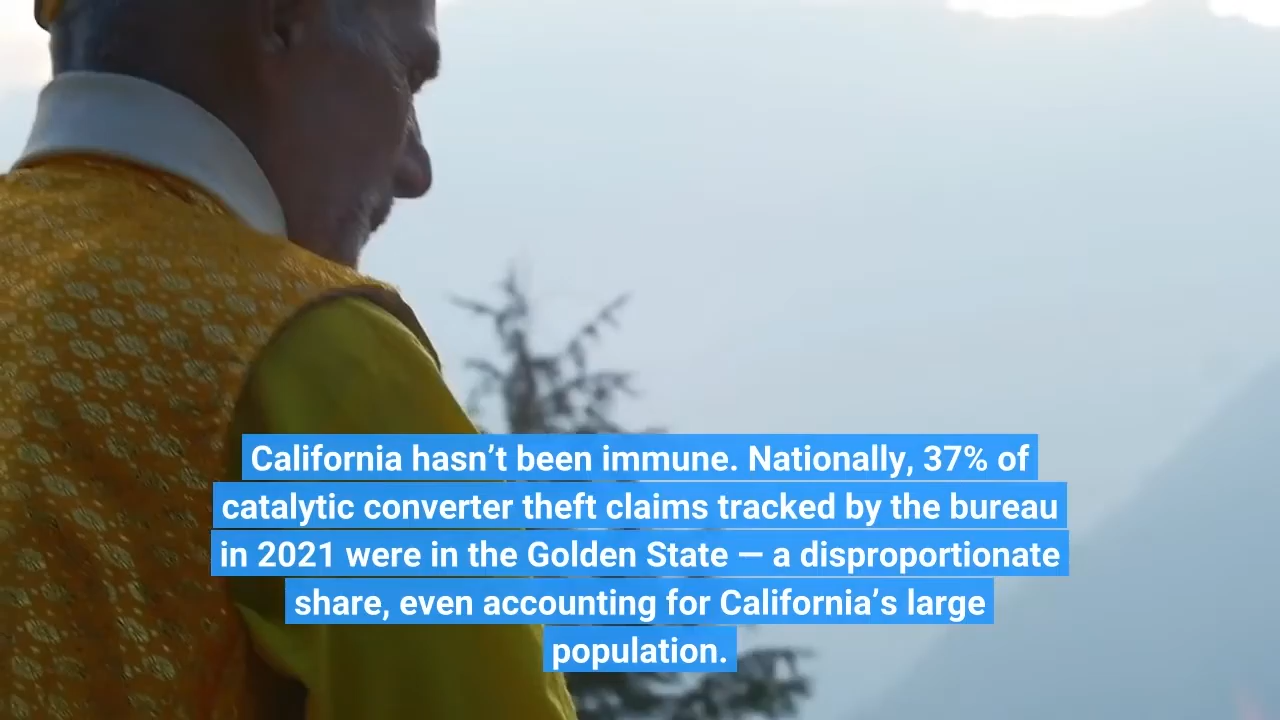 California hasn’t been immune. Nationally, 37% of
catalytic converter theft claims tracked by the bureau
in 2021 were in the Golden State — a disproportionate
share, even accounting for California’s large
population.